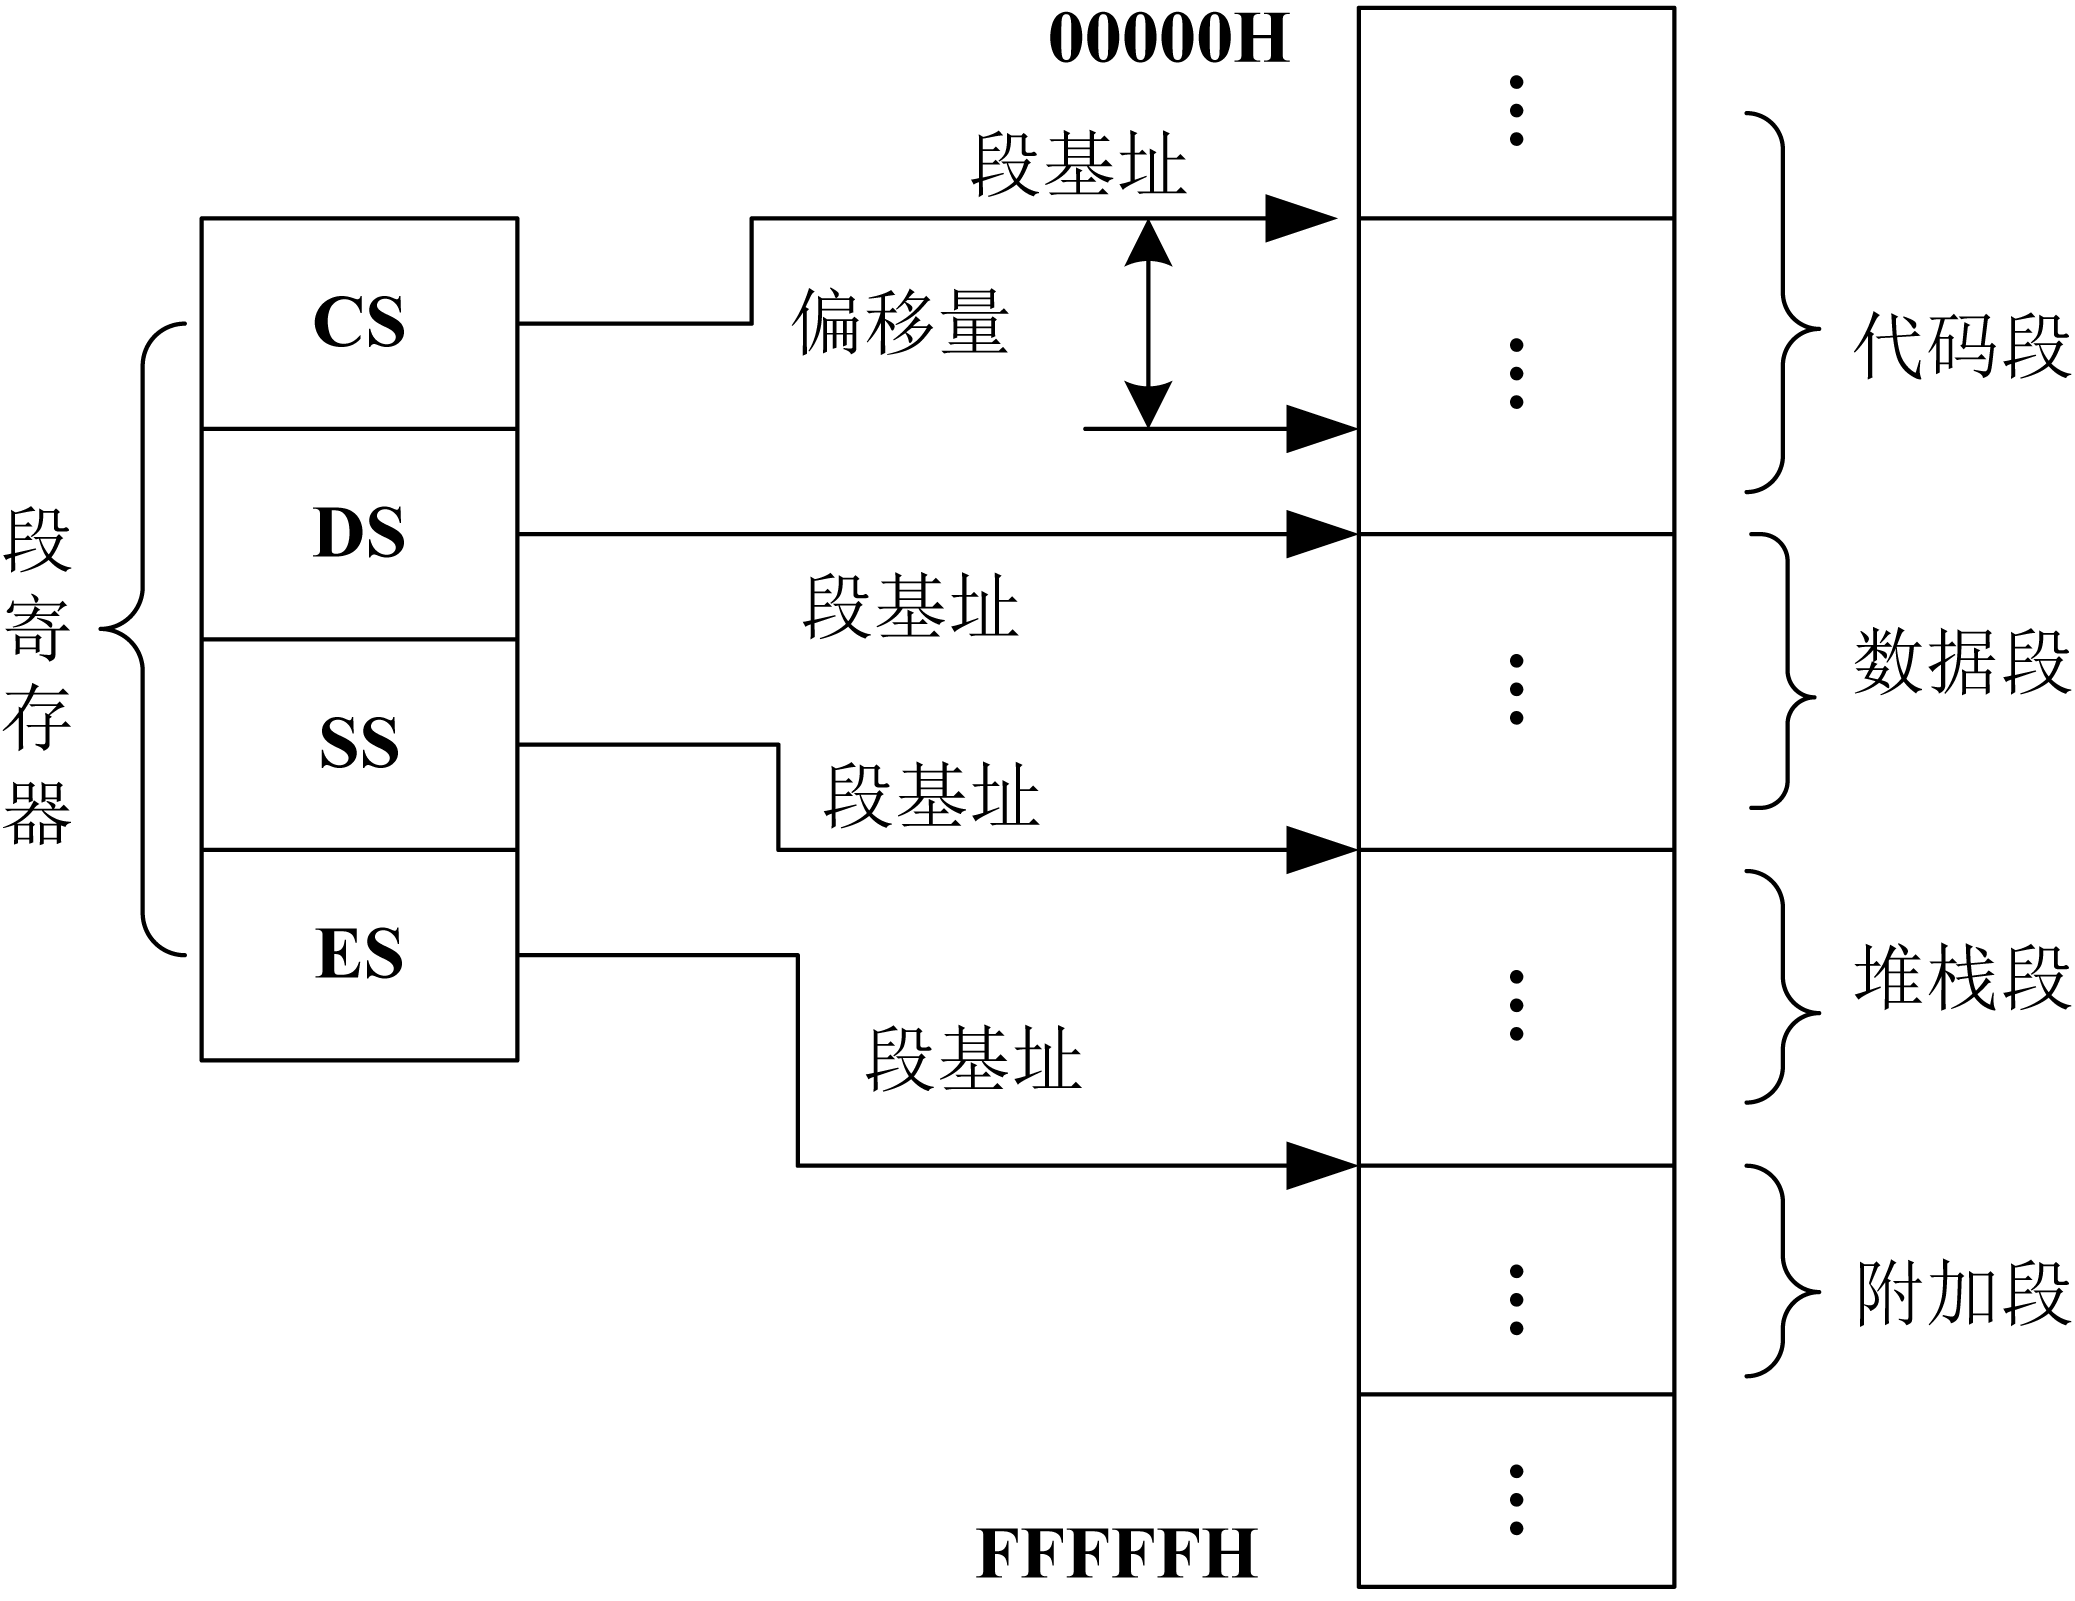 00000H
段基址
CS
偏移量
代码段
DS
段基址
段寄存器
数据段
SS
段基址
ES
堆栈段
段基址
附加段
FFFFFH